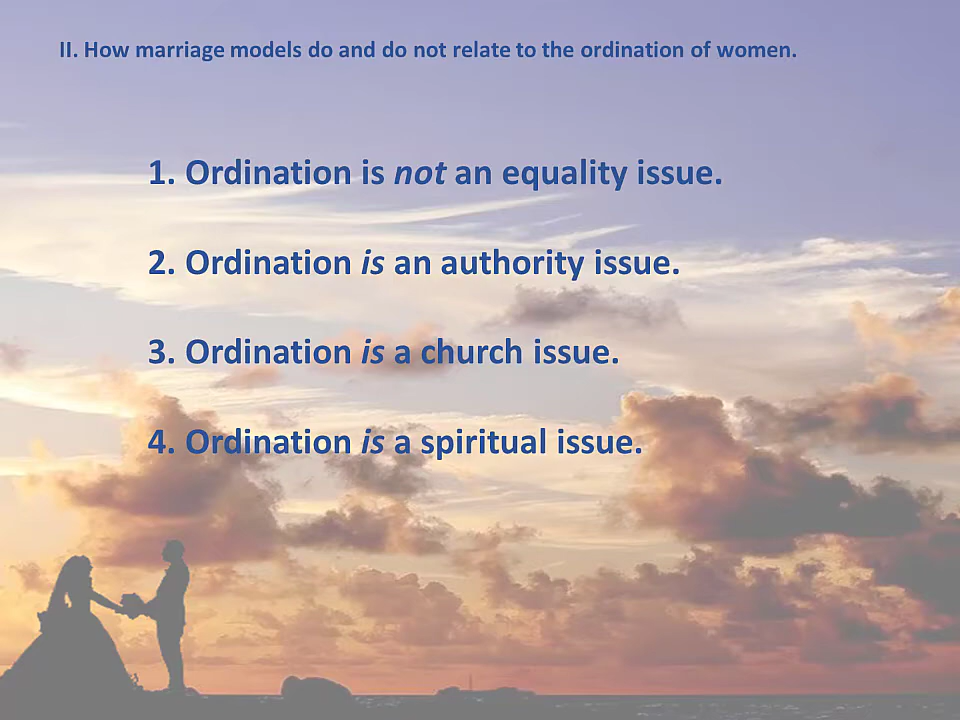 II. How marriage models do and do not relate to the ordination of women.
1. Ordination is not an equality issue.
2. Ordination is an authority issue.
3. Ordination is a church issue.
4. Ordination is a spiritual issue.